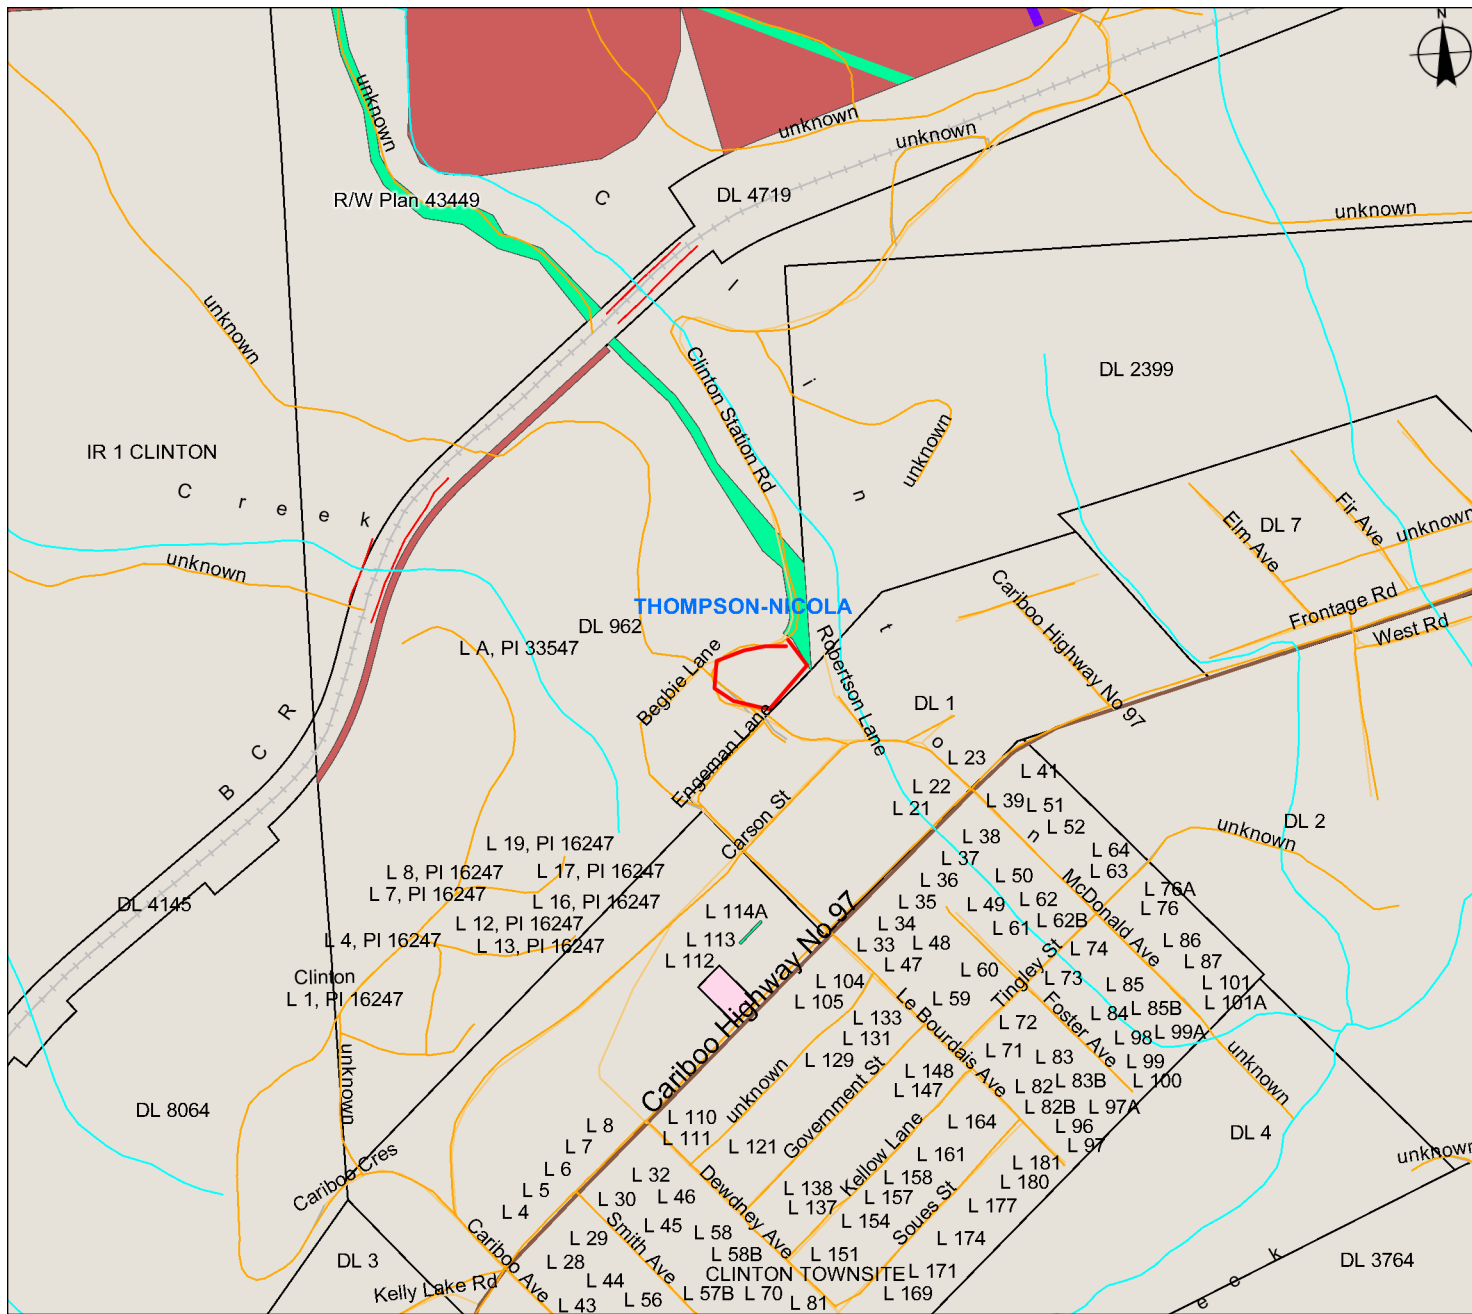 N
unknown
unknown
unknown
R/W Plan 43449
C
DL 4719
unknown
l
unknown
Clinton Station Rd
i
DL 2399
unknown
IR 1 CLINTON
C r e e k
n
unknown
Elm Ave
DL 7
Fir Ave
unknown
THOMPSON-NICOLA
DL 962
L A, PI 33547
t
Cariboo Highway No 97
Frontage Rd
West Rd
Begbie Lane
Robertson Lane
Engeman Lane
DL 1
o
B C R
L 23
L 41
L 22
L 21
L 39
L 51
n
L 52
DL 2
unknown
Carson St
L 19, PI 16247
L 38
L 64
L 8, PI 16247
L 17, PI 16247
L 37
L 63
L 7, PI 16247
L 16, PI 16247
L 36
L 50
McDonald Ave
L 76A
L 76
DL 4145
L 114A
L 35
L 49
L 62
L 12, PI 16247
L 34
L 61
L 62B
L 4, PI 16247
L 13, PI 16247
L 113
L 33
L 48
L 74
L 86
L 112
L 47
L 60
L 87
Clinton
L 1, PI 16247
Cariboo Highway No 97
L 104
L 105
Le Bourdais Ave
L 59
Tingley St
L 73
L 85
L 101
L 101A
Foster Ave
L 133
L 131
L 72
L 84
L 85B
L 99A
L 98
L 129
L 71
L 83
L 99
unknown
unknown
unknown
Government St
L 148
L 147
L 82
L 83B
L 100
L 82B
L 97A
DL 8064
L 8
L 110
L 111
L 121
Kellow Lane
L 164
L 96
L 97
DL 4
L 7
L 161
L 181
L 180
unknown
Cariboo Cres
L 6
L 5
L 4
L 32
L 30
L 46
L 45
Dewdney Ave
L 138
L 137
L 158
L 157
L 154
Soues St
L 177
L 174
Smith Ave
L 58
L 58B
L 151
Cariboo Ave
L 29
L 28
CLINTON TOWNSITE
L 171
DL 3
Kelly Lake Rd
L 44
L 43
L 56
L 57B
L 70
L 81
L 169
DL 3764
e e k